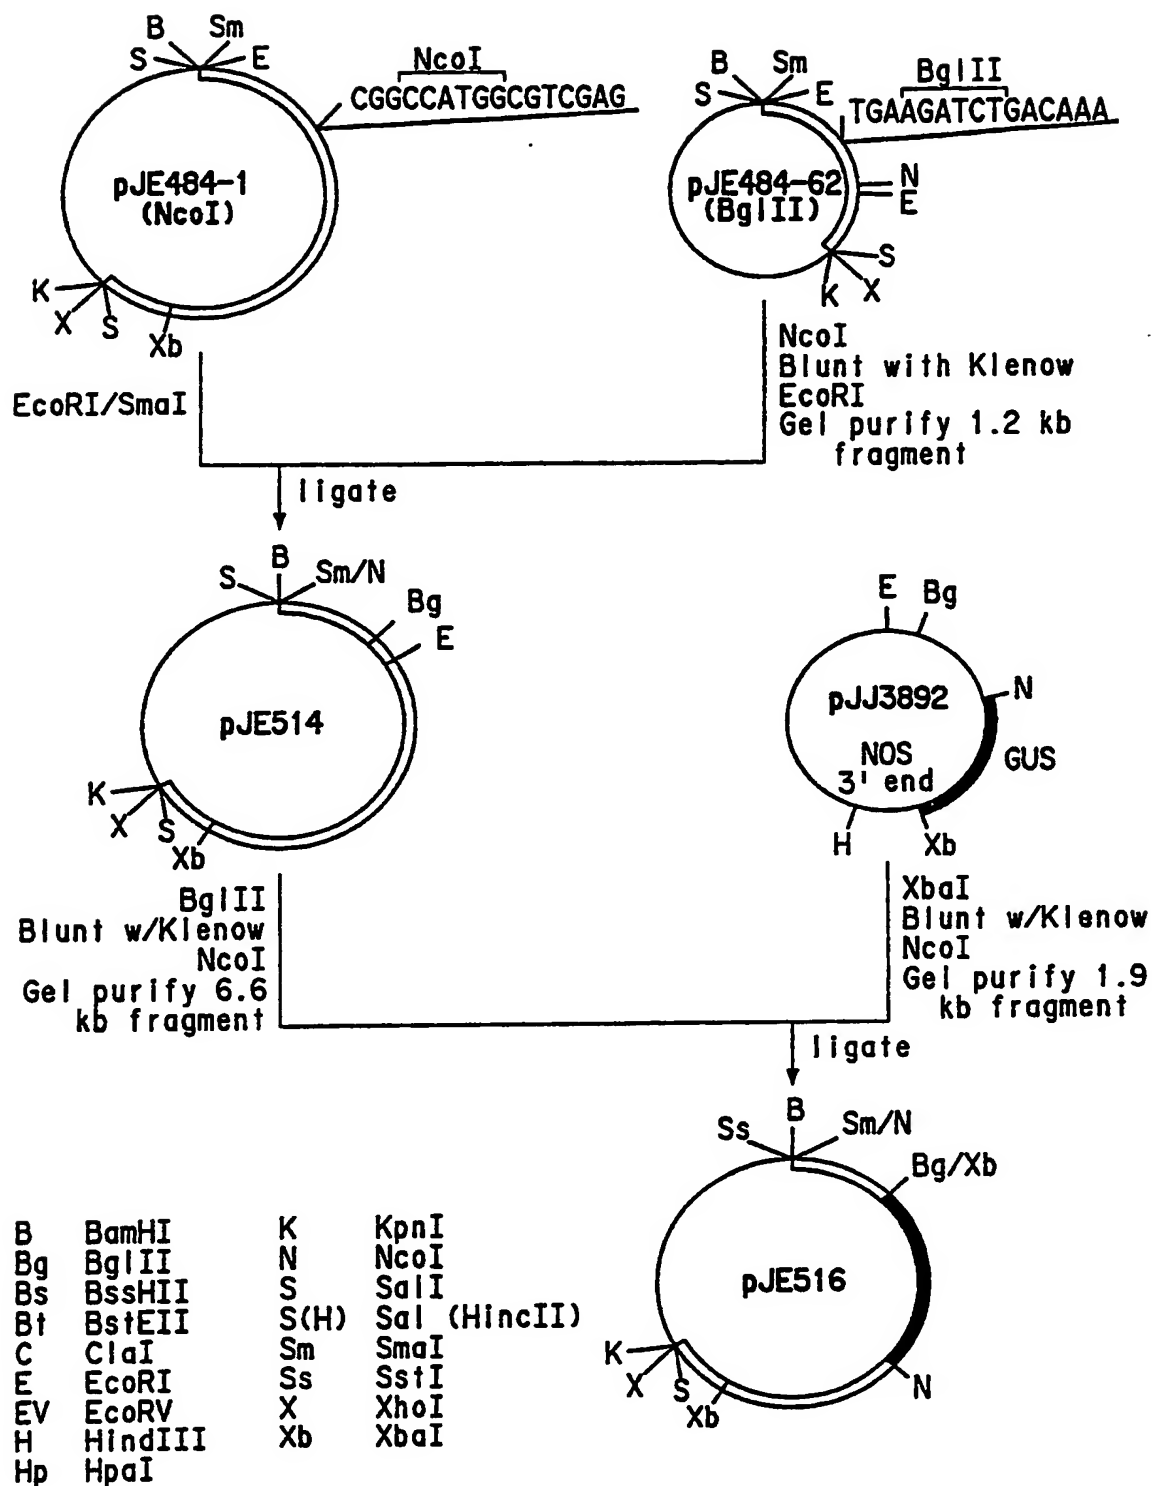 B
Sm
S
E
NcoI
CGGCCATGGCGTCGAG
pJE484-1
(NcoI)
K
X
S
Xb
B
Sm
S
E
BglII
TGAAGATCTGACAAA
pJE484-62
(BglII)
N
E
S
X
K
EcoRI/SmaI
NcoI
Blunt with Klenow
EcoRI
Gel purify 1.2 kb
fragment
ligate
B
S
Sm/N
Bg
E
pJE514
K
X
S
Xb
E
Bg
N
pJJ3892
NOS
3' end
GUS
H
Xb
BglII
Blunt w/Klenow
NcoI
Gel purify 6.6
kb fragment
XbaI
Blunt w/Klenow
NcoI
Gel purify 1.9
kb fragment
ligate
B
Ss
Sm/N
Bg/Xb
pJE516
K
X
S
Xb
N
B BamHI K KpnI
Bg BglII N NcoI
Bs BssHII S SalI
Bt BstEII S(H) Sal (HincII)
C ClaI Sm SmaI
E EcoRI Ss SstI
EV EcoRV X XhoI
H HindIII Xb XbaI
Hp HpaI